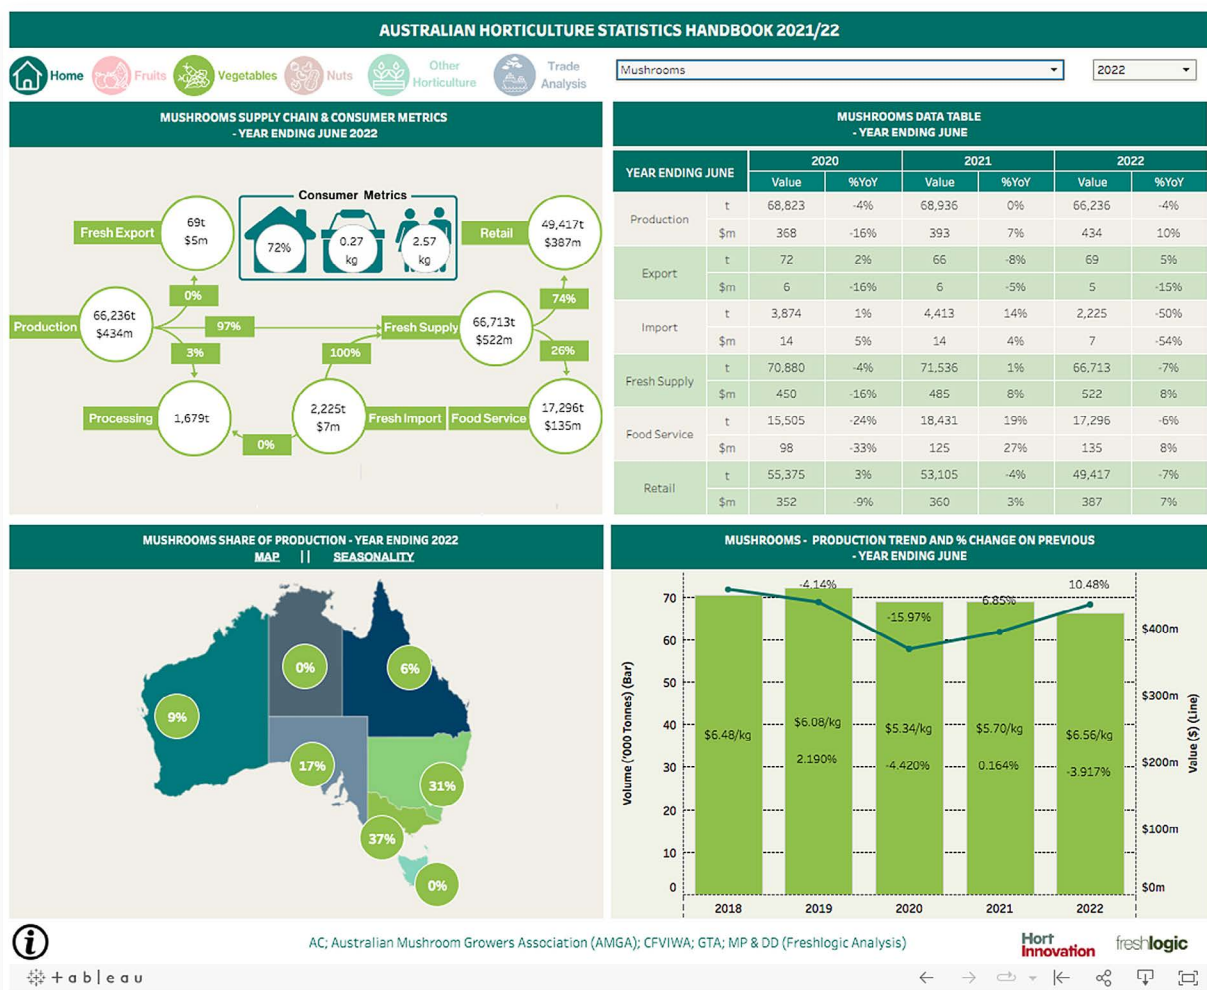 AUSTRALIAN HORTICULTURE STATISTICS HANDBOOK 2021/22
Home
Fruits
Vegetables
Nuts
Other
Horticulture
Trade
Analysis
Mushrooms
2022
MUSHROOMS SUPPLY CHAIN & CONSUMER METRICS
- YEAR ENDING JUNE 2022
Consumer Metrics
72%
0.27
kg
2.57
kg
Fresh Export
69t
$5m
Retail
49,417t
$387m
0%
74%
Production
66,236t
$434m
97%
Fresh Supply
66,713t
$522m
3%
100%
26%
Processing
1,679t
2,225t
$7m
Fresh Import
Food Service
17,296t
$135m
0%
MUSHROOMS DATA TABLE
- YEAR ENDING JUNE
YEAR ENDING JUNE 2020 2021 2022
Value %YoY Value %YoY Value %YoY
Production
t 68,823 -4% 68,936 0% 66,236 -4%
$m 368 -16% 393 7% 434 10%
Export
t 72 2% 66 -8% 69 5%
$m 6 -16% 6 -5% 5 -15%
Import
t 3,874 1% 4,413 14% 2,225 -50%
$m 14 5% 14 4% 7 -54%
Fresh Supply
t 70,880 -4% 71,536 1% 66,713 -7%
$m 450 -16% 485 8% 522 8%
Food Service
t 15,505 -24% 18,431 19% 17,296 -6%
$m 98 -33% 125 27% 135 8%
Retail
t 55,375 3% 53,105 -4% 49,417 -7%
$m 352 -9% 360 3% 387 7%
MUSHROOMS SHARE OF PRODUCTION - YEAR ENDING 2022
MAP || SEASONALITY
0%
6%
9%
17%
31%
37%
0%
MUSHROOMS - PRODUCTION TREND AND % CHANGE ON PREVIOUS
- YEAR ENDING JUNE
Volume ('000 Tonnes) (Bar)
70
60
50
40
30
20
10
0
-4.14%
-15.97%
6.85%
10.48%
$6.48/kg
$6.08/kg
$5.34/kg
$5.70/kg
$6.56/kg
2.190%
-4.420%
0.164%
-3.917%
$400m
$300m
$200m
$100m
$0m
Value ($) (Line)
2018 2019 2020 2021 2022
i
AC; Australian Mushroom Growers Association (AMGA); CFVIWA; GTA; MP & DD (Freshlogic Analysis)
Hort
Innovation
freshlogic
+ a b | e a u